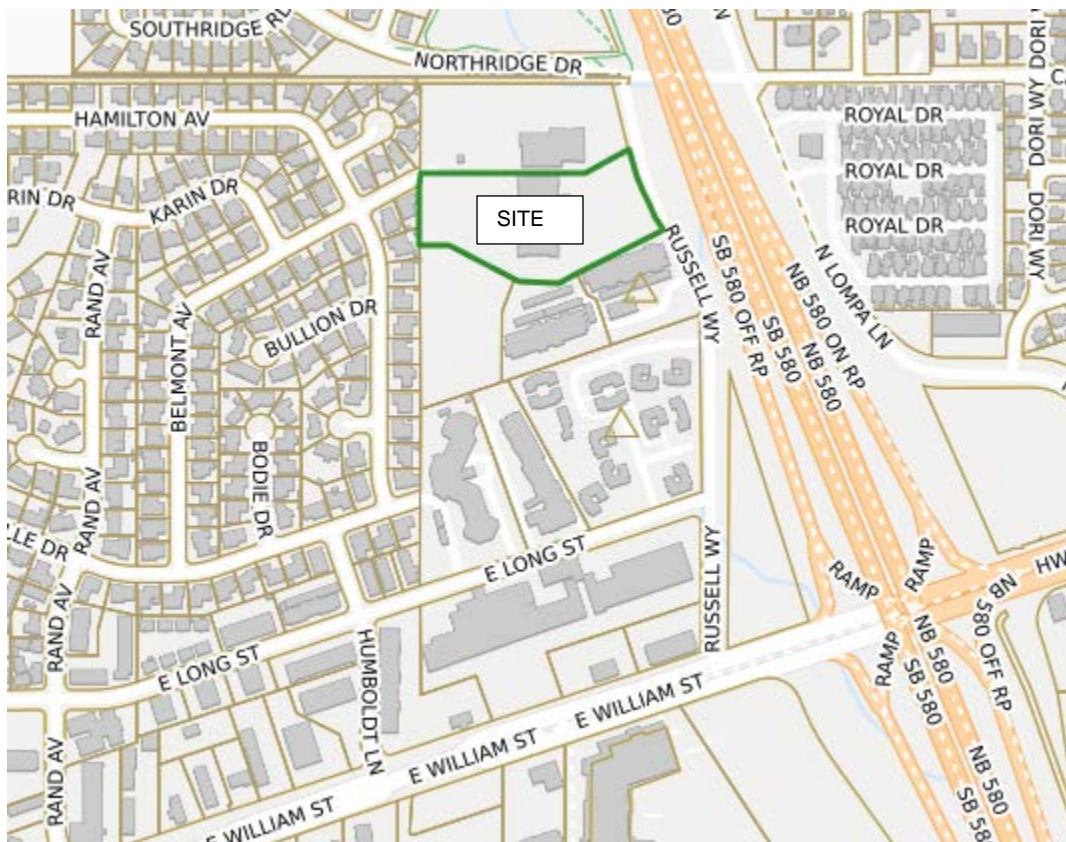 SOUTHRIDGE
NORTHRIDGE DR
HAMILTON AV
KARIN DR
RIN DR
ROYAL DR
ROYAL DR
ROYAL DR
DORI WY
DORI WY
DORI WY
SITE
RAND AV
BELMONT AV
BULLION DR
BODIE DR
RUSSELL WY
SB 580 OFF RP
SB 580
NB 580
NB 580 ON RP
N LOMPA LN
RAND AV
LLE DR
E LONG ST
RUSSELL WY
RAMP
RAMP
HW
NB 580 OFF RP
RAND AV
E LONG ST
HUMBOLDT LN
RAMP
NB 580
SB 580
E WILLIAM ST
RAND AV
E WILLIAM ST
E WILLIAM ST
NB 580
SB 580